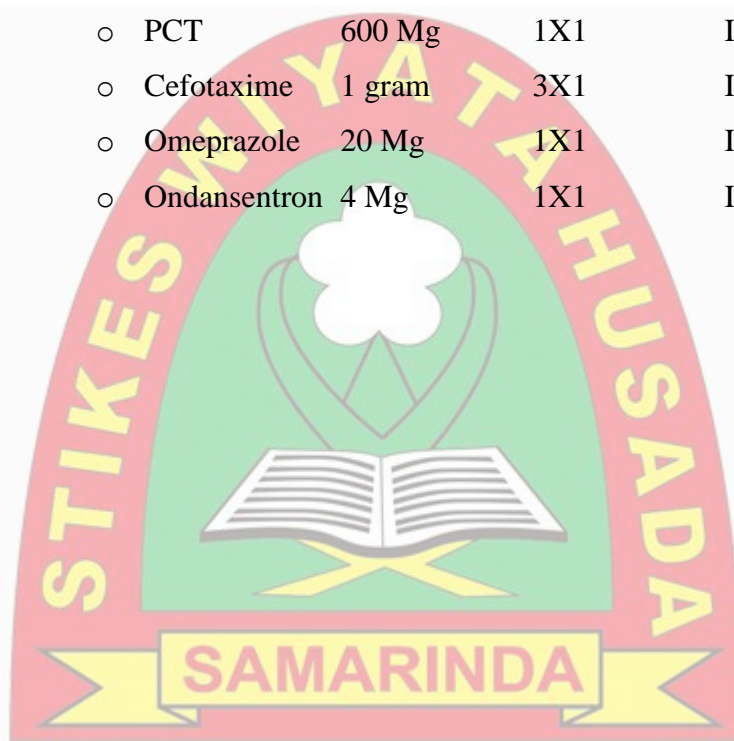 o PCT 600 Mg 1X1 I
o Cefotaxime 1 gram 3X1 I
o Omeprazole 20 Mg 1X1 I
o Ondansentron 4 Mg 1X1 I
STIKES WIYATA HUSADA
SAMARINDA